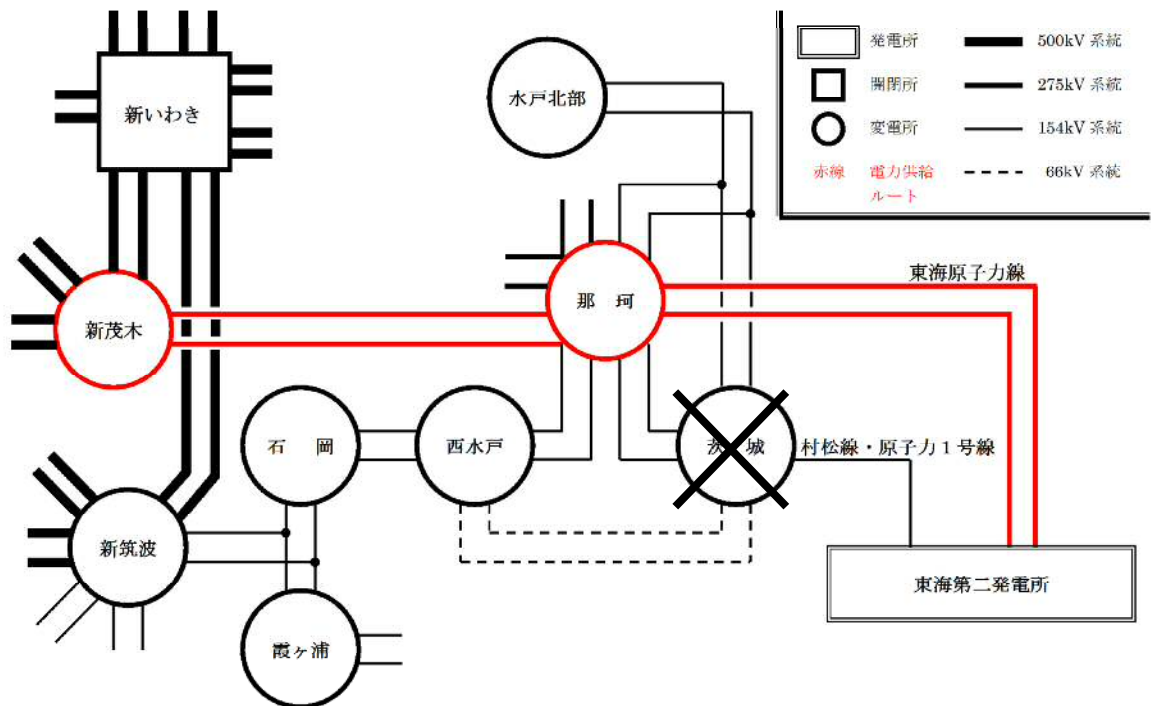 発電所
500kV 系統
開閉所
275kV 系統
変電所
154kV 系統
赤線 電力供給
ルート
66kV 系統
新いわき
水戸北部
東海原子力線
那 珂
新茂木
石 岡
西水戸
茨 城
村松線・原子力1号線
新筑波
東海第二発電所
霞ヶ浦